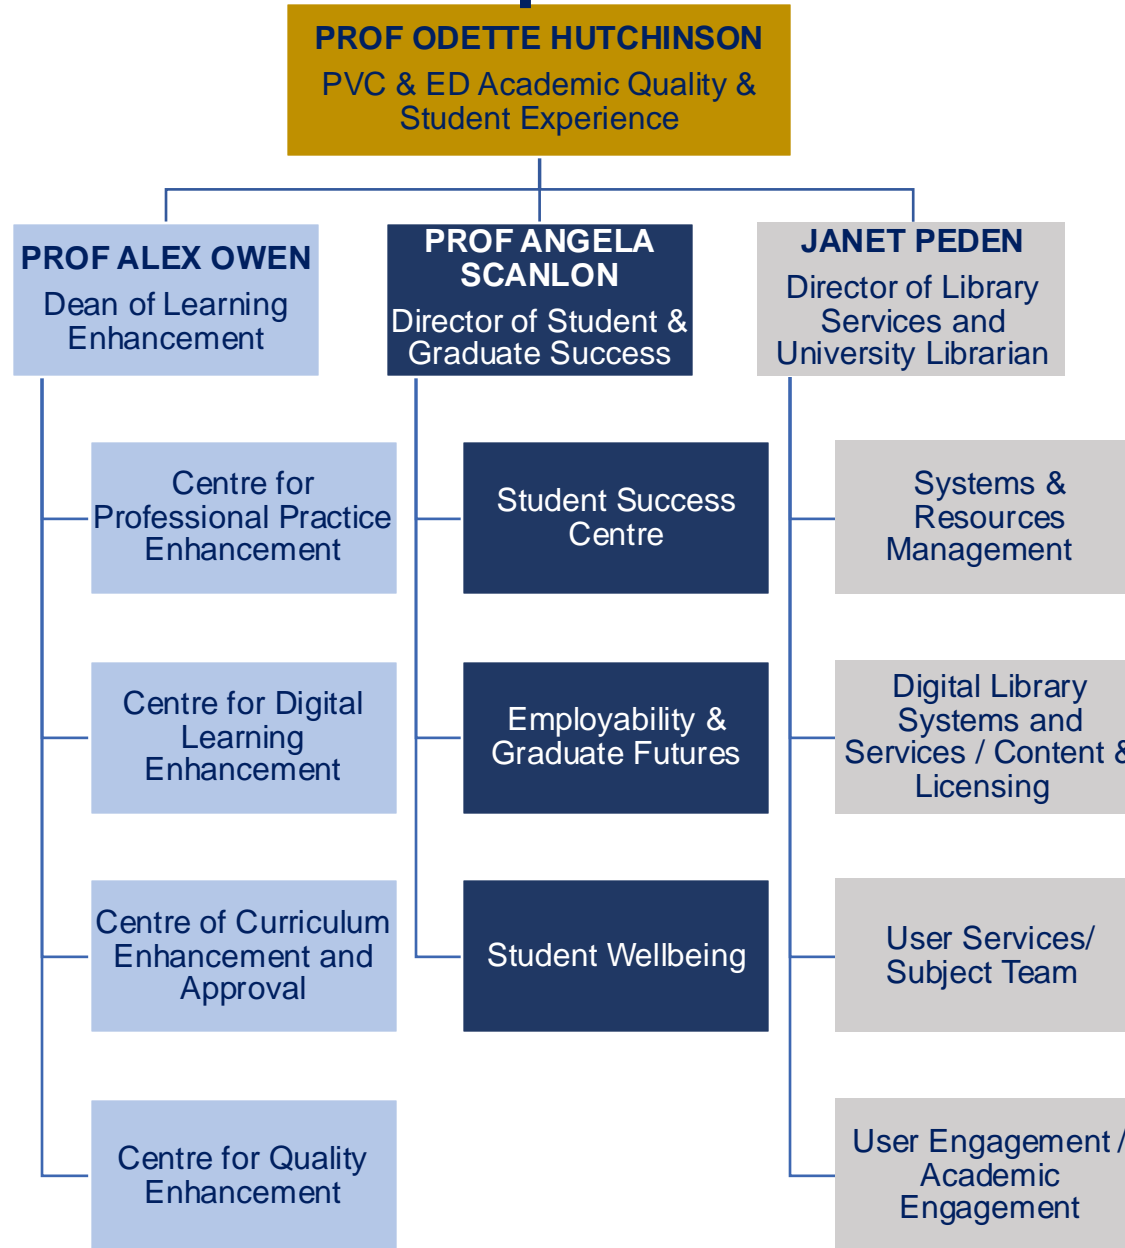 PROF ODETTE HUTCHINSON
PVC & ED Academic Quality &
Student Experience
PROF ALEX OWEN
Dean of Learning
Enhancement
Centre for
Professional Practice
Enhancement
Centre for Digital
Learning
Enhancement
Centre of Curriculum
Enhancement and
Approval
Centre for Quality
Enhancement
PROF ANGELA
SCANLON
Director of Student &
Graduate Success
Student Success
Centre
Employability &
Graduate Futures
Student Wellbeing
JANET PEDEN
Director of Library
Services and
University Librarian
Systems &
Resources
Management
Digital Library
Systems and
Services / Content &
Licensing
User Services/
Subject Team
User Engagement /
Academic
Engagement